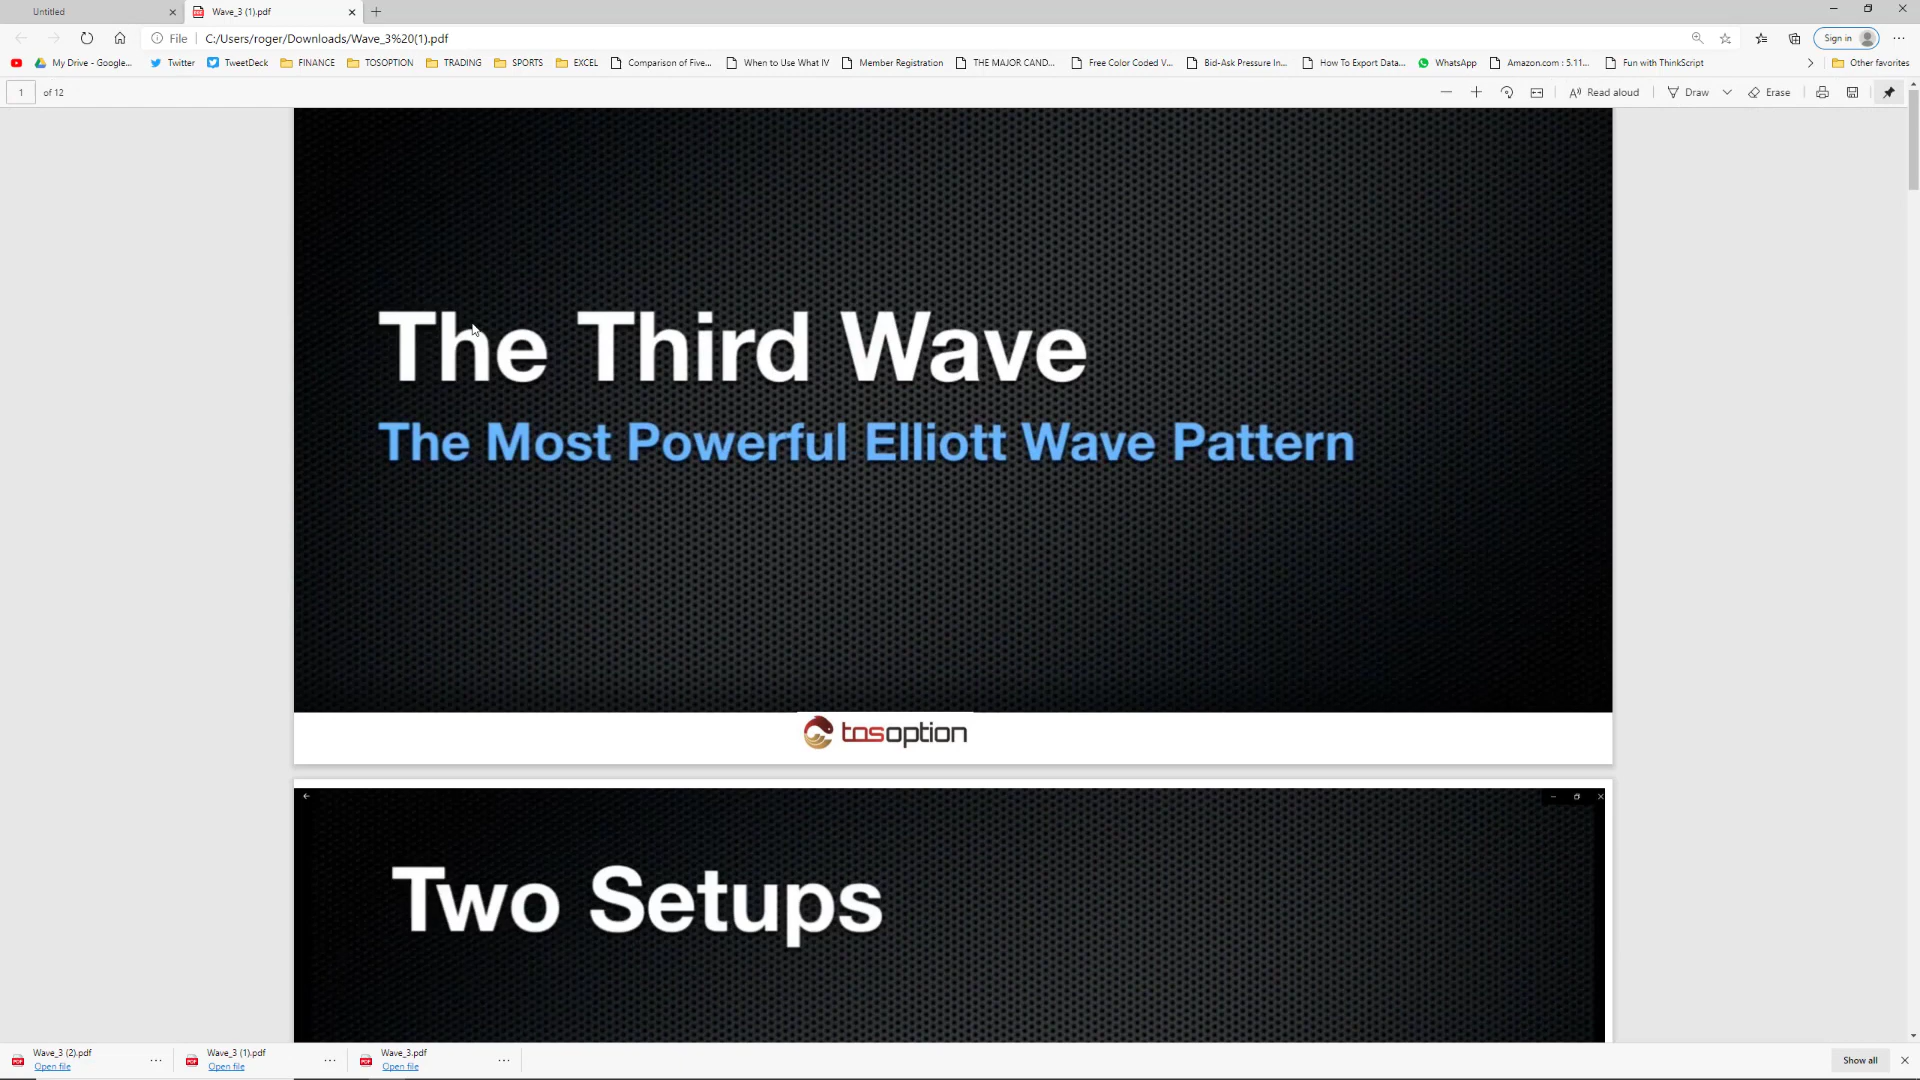 Untitled
Wave_3 (1).pdf
File
C:/Users/roger/Downloads/Wave_3%20(1).pdf
Sign in
My Drive - Google...
Twitter
TweetDeck
FINANCE
TOSOPTION
TRADING
SPORTS
EXCEL
Comparison of Five...
When to Use What IV
Member Registration
THE MAJOR CAND...
Free Color Coded V...
Bid-Ask Pressure In...
How To Export Data...
WhatsApp
Amazon.com : 5.11...
Fun with ThinkScript
Other favorites
1 of 12
Read aloud
Draw
Erase
The Third Wave
The Most Powerful Elliott Wave Pattern
tosoption
Two Setups
Wave_3 (2).pdf
Open file
Wave_3 (1).pdf
Open file
Wave_3.pdf
Open file
Show all